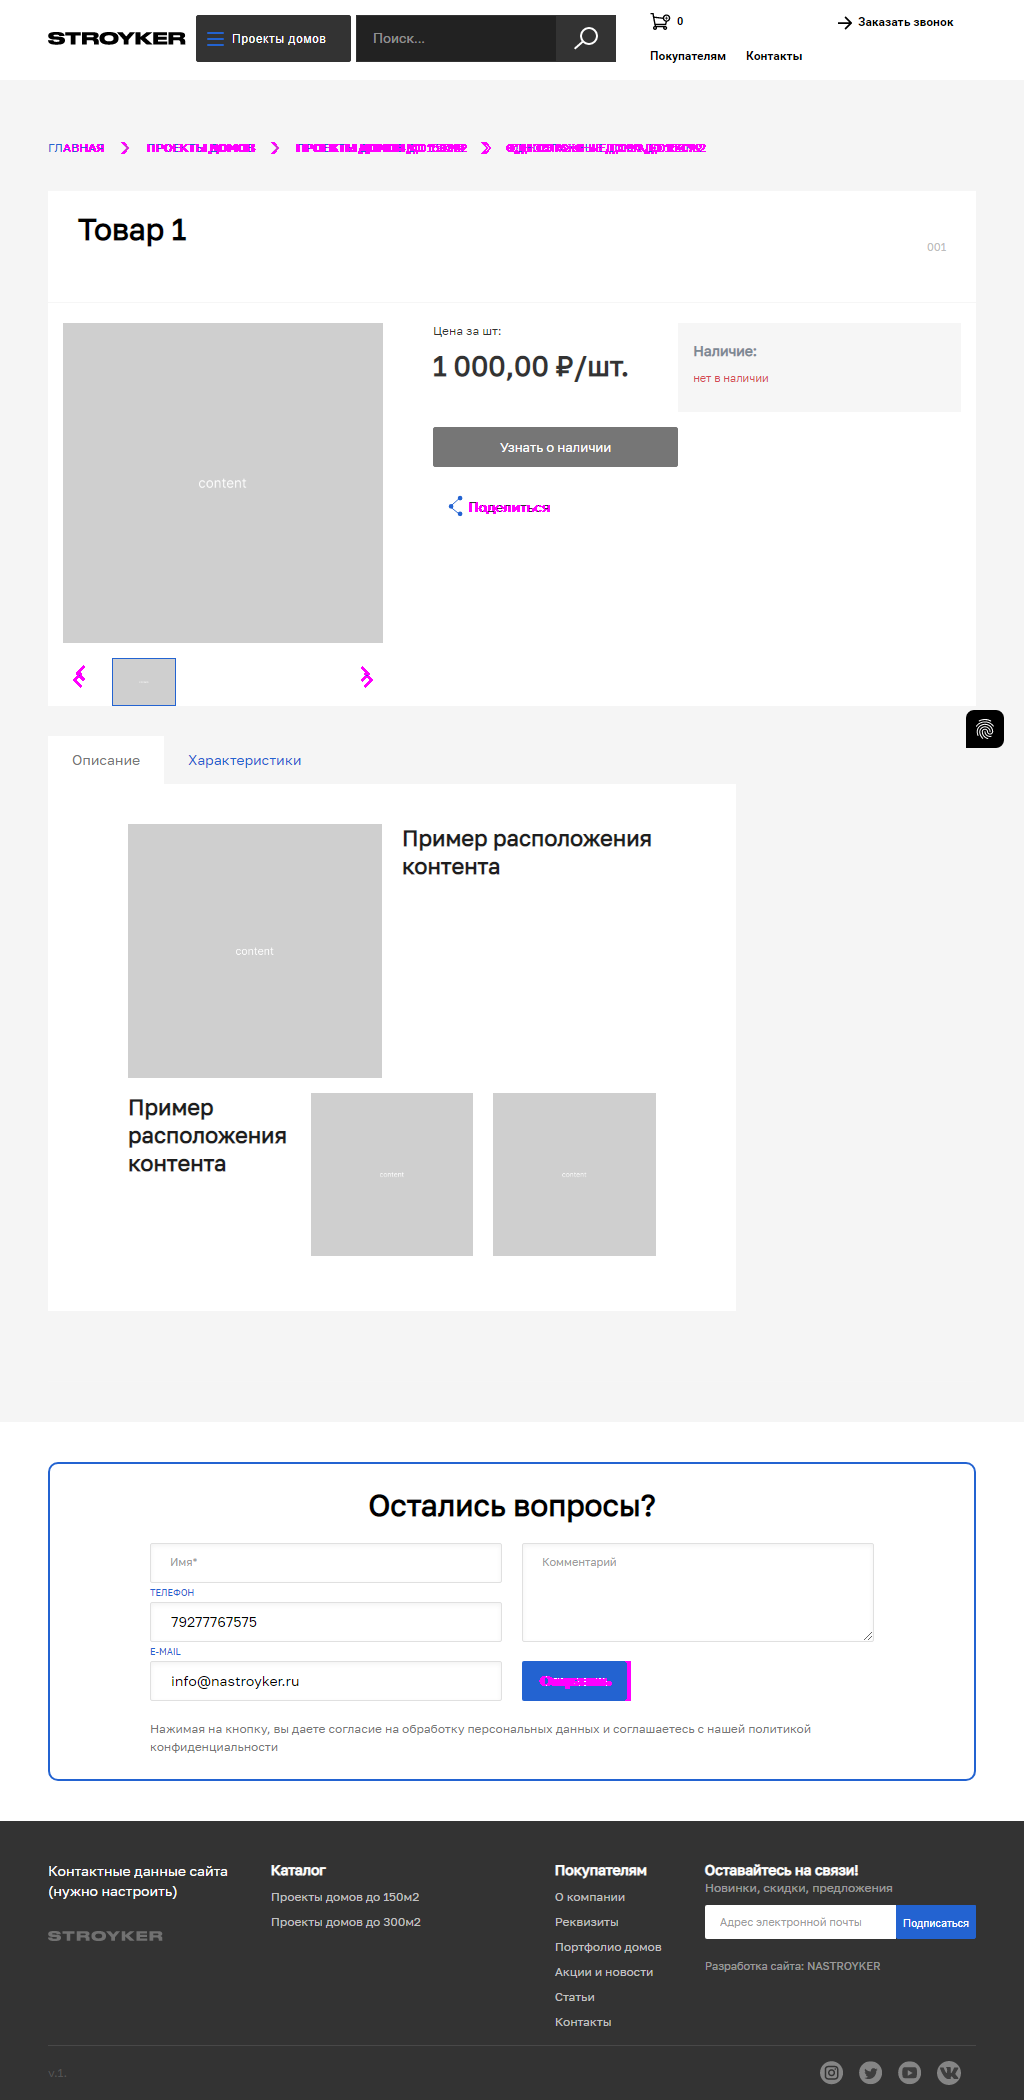 STROYKER
Проекты домов
Поиск...
0
Заказать звонок
Покупателям
Контакты
ГЛАВНАЯ
ПРОЕКТЫ ДОМОВ
ПРОЕКТЫ ДОМОВ ДО 150М2
Товар 1
001
content
Цена за шт:
1 000,00 ₽/шт.
Наличие:
нет в наличии
Узнать о наличии
Поделиться
Описание
Характеристики
content
Пример расположения
контента
Пример
расположения
контента
content
content
Остались вопросы?
Имя*
Комментарий
ТЕЛЕФОН
79277767575
E-MAIL
info@nastroyker.ru
Нажимая на кнопку, вы даете согласие на обработку персональных данных и соглашаетесь с нашей политикой
конфиденциальности
Контактные данные сайта
(нужно настроить)
STROYKER
Каталог
Проекты домов до 150м2
Проекты домов до 300м2
Покупателям
О компании
Реквизиты
Портфолио домов
Акции и новости
Статьи
Контакты
Оставайтесь на связи!
Новинки, скидки, предложения
Адрес электронной почты
Подписаться
Разработка сайта: NASTROYKER
v.1.